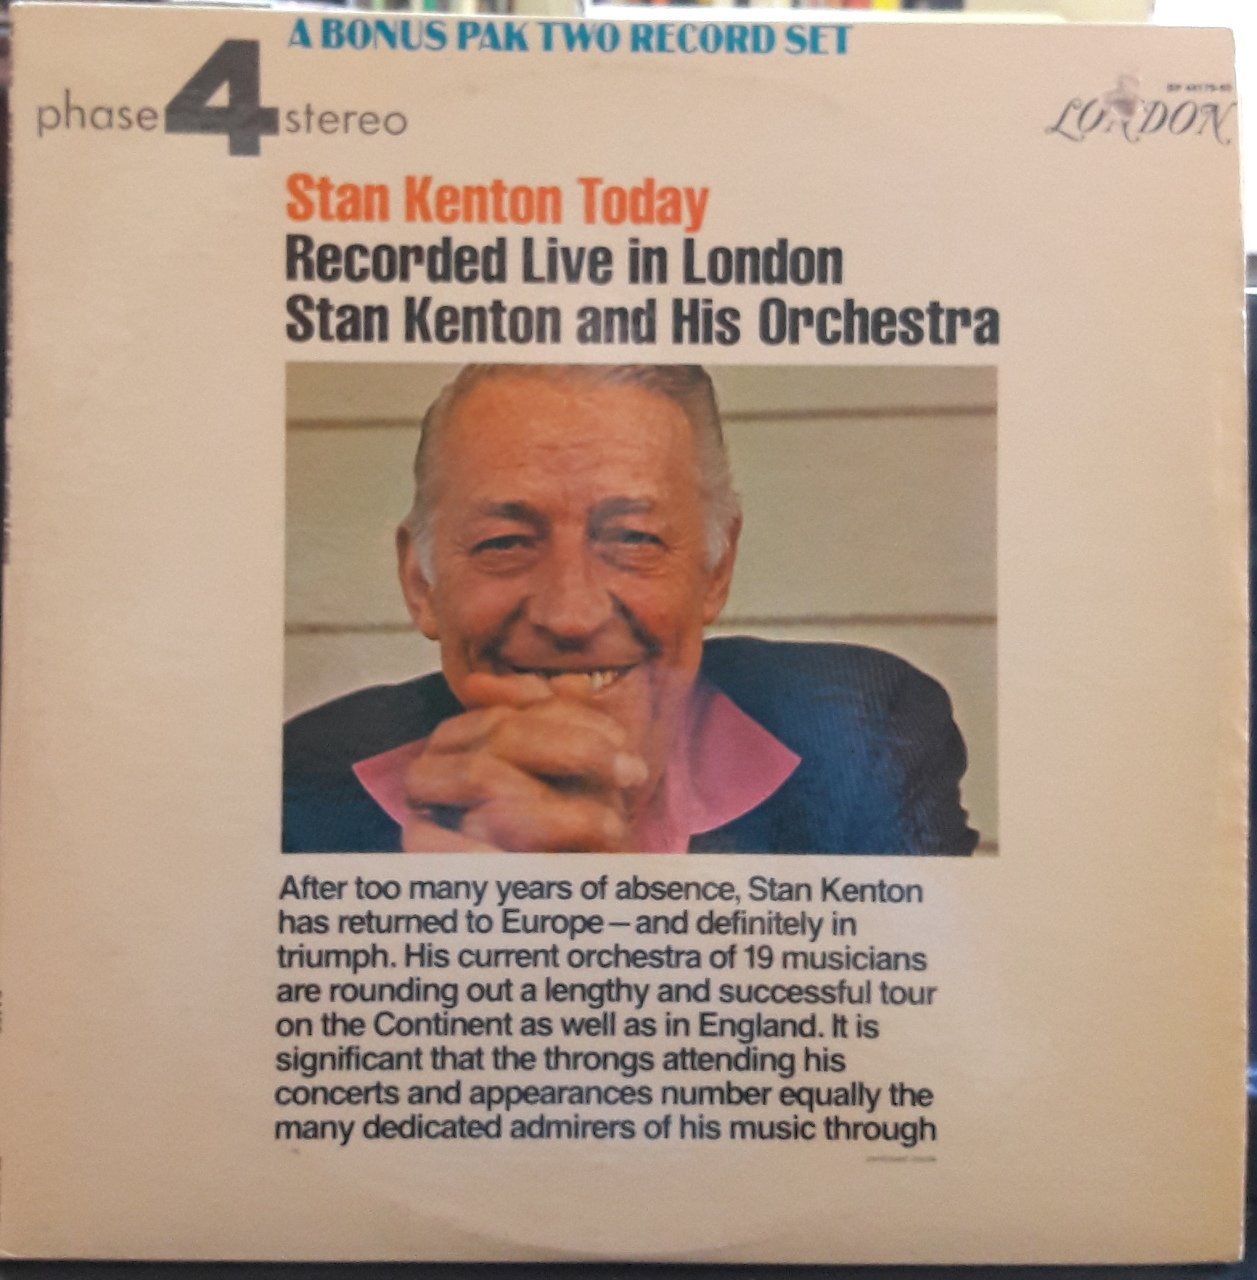 A BONUS PAK TWO RECORD SET
phase 4 stereo
LONDON
Stan Kenton Today
Recorded Live in London
Stan Kenton and His Orchestra
After too many years of absence, Stan Kenton
has returned to Europe – and definitely in
triumph. His current orchestra of 19 musicians
are rounding out a lengthy and successful tour
on the Continent as well as in England. It is
significant that the throngs attending his
concerts and appearances number equally the
many dedicated admirers of his music through